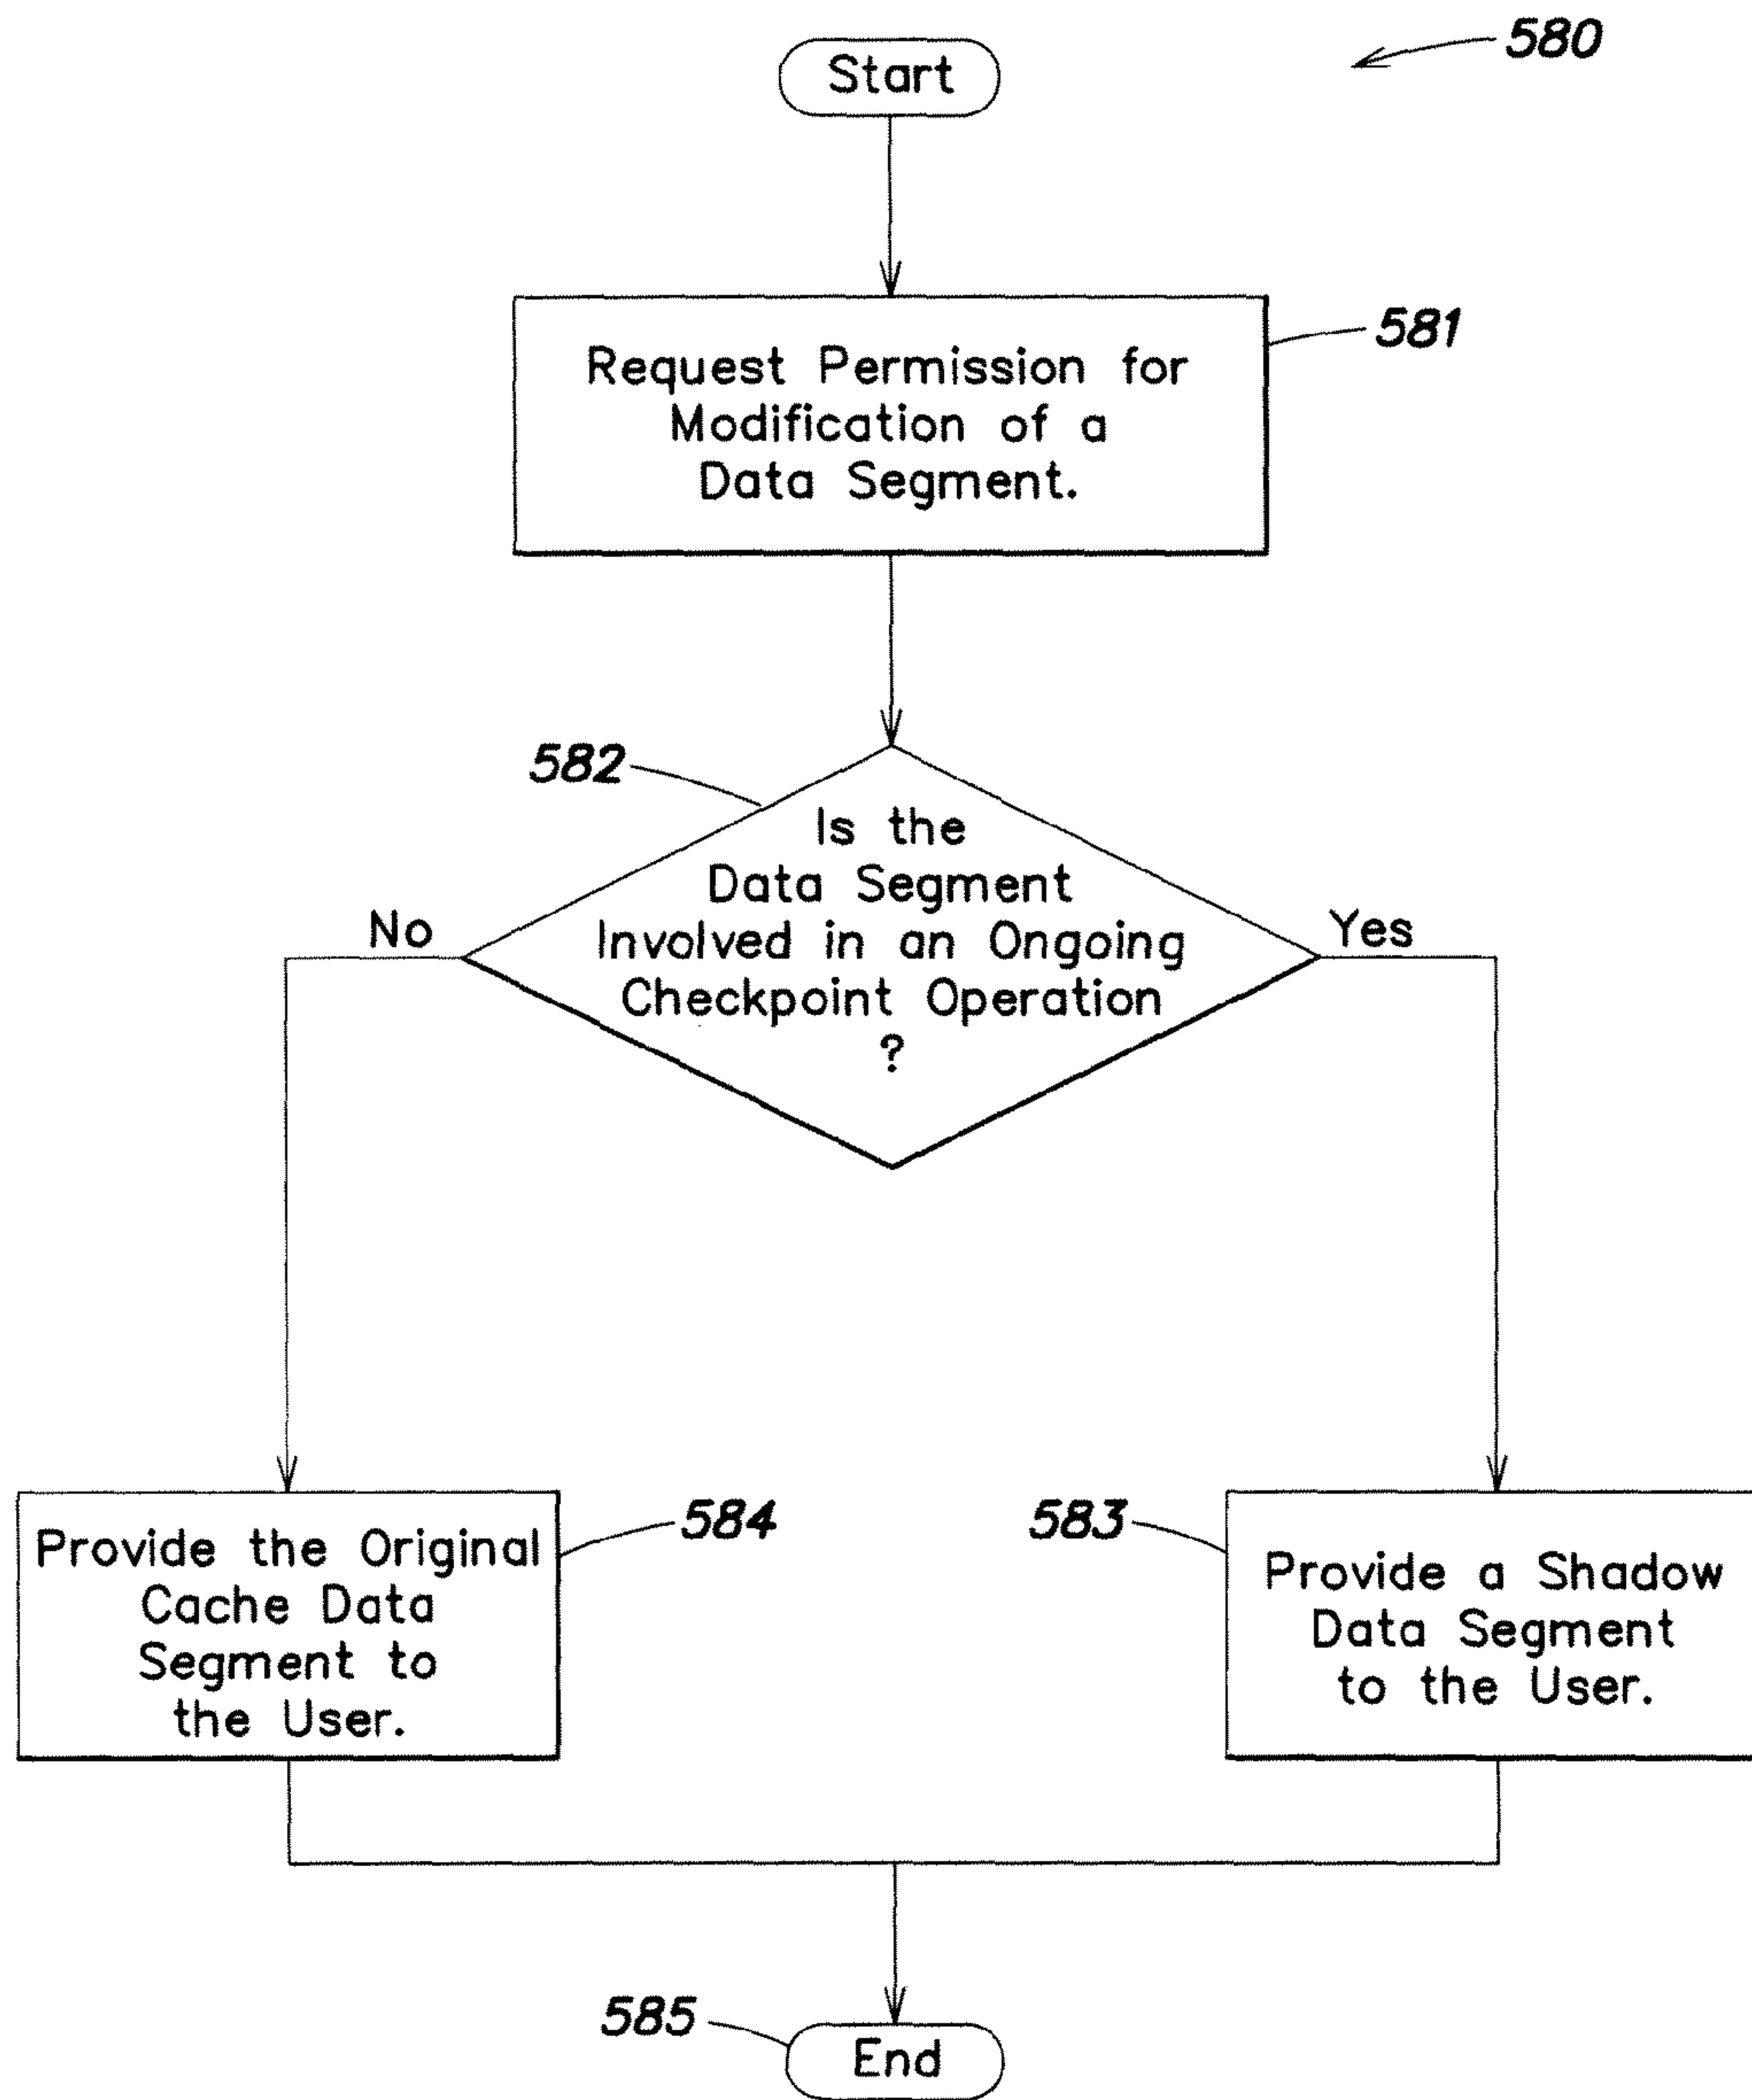 Start
580
Request Permission for
Modification of a
Data Segment.
581
582
Is the
Data Segment
Involved in an Ongoing
Checkpoint Operation
?
No
Yes
Provide the Original
Cache Data
Segment to
the User.
584
583
Provide a Shadow
Data Segment
to the User.
585
End